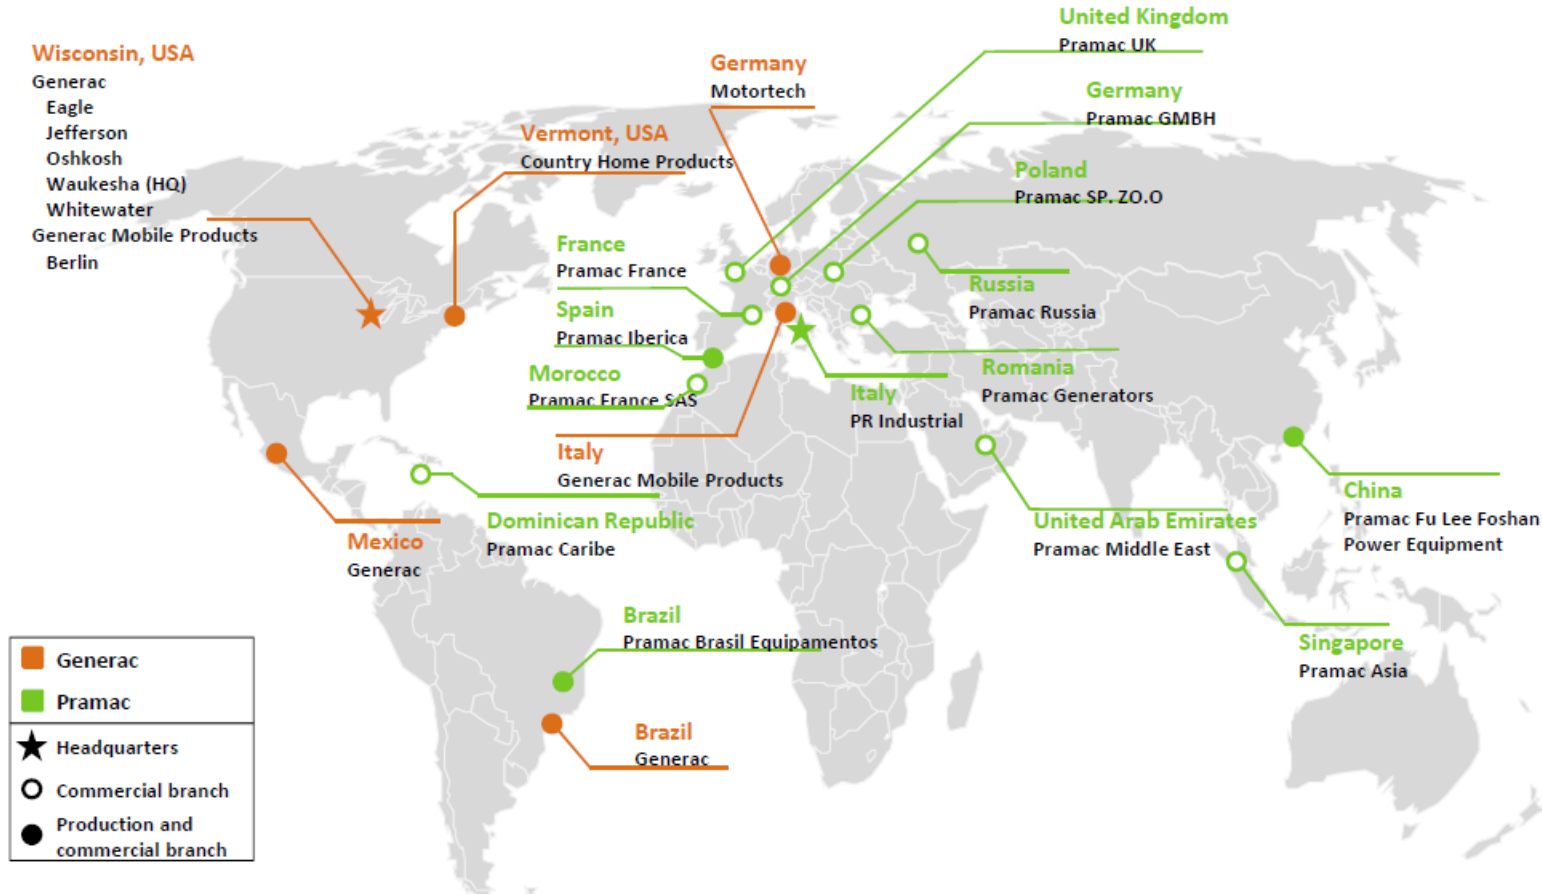 Wisconsin, USA
Generac
Eagle
Jefferson
Oshkosh
Waukesha (HQ)
Whitewater
Generac Mobile Products
Berlin
Vermont, USA
Country Home Products
Germany
Motortech
United Kingdom
Pramac UK
Germany
Pramac GMBH
Poland
Pramac SP. ZO.O
France
Pramac France
Spain
Pramac Iberica
Morocco
Pramac France SAS
Italy
Generac Mobile Products
Russia
Pramac Russia
Romania
Pramac Generators
Italy
PR Industrial
Mexico
Generac
Dominican Republic
Pramac Caribe
United Arab Emirates
Pramac Middle East
China
Pramac Fu Lee Foshan
Power Equipment
Singapore
Pramac Asia
Brazil
Pramac Brasil Equipamentos
Brazil
Generac
Generac
Pramac
Headquarters
Commercial branch
Production and
commercial branch